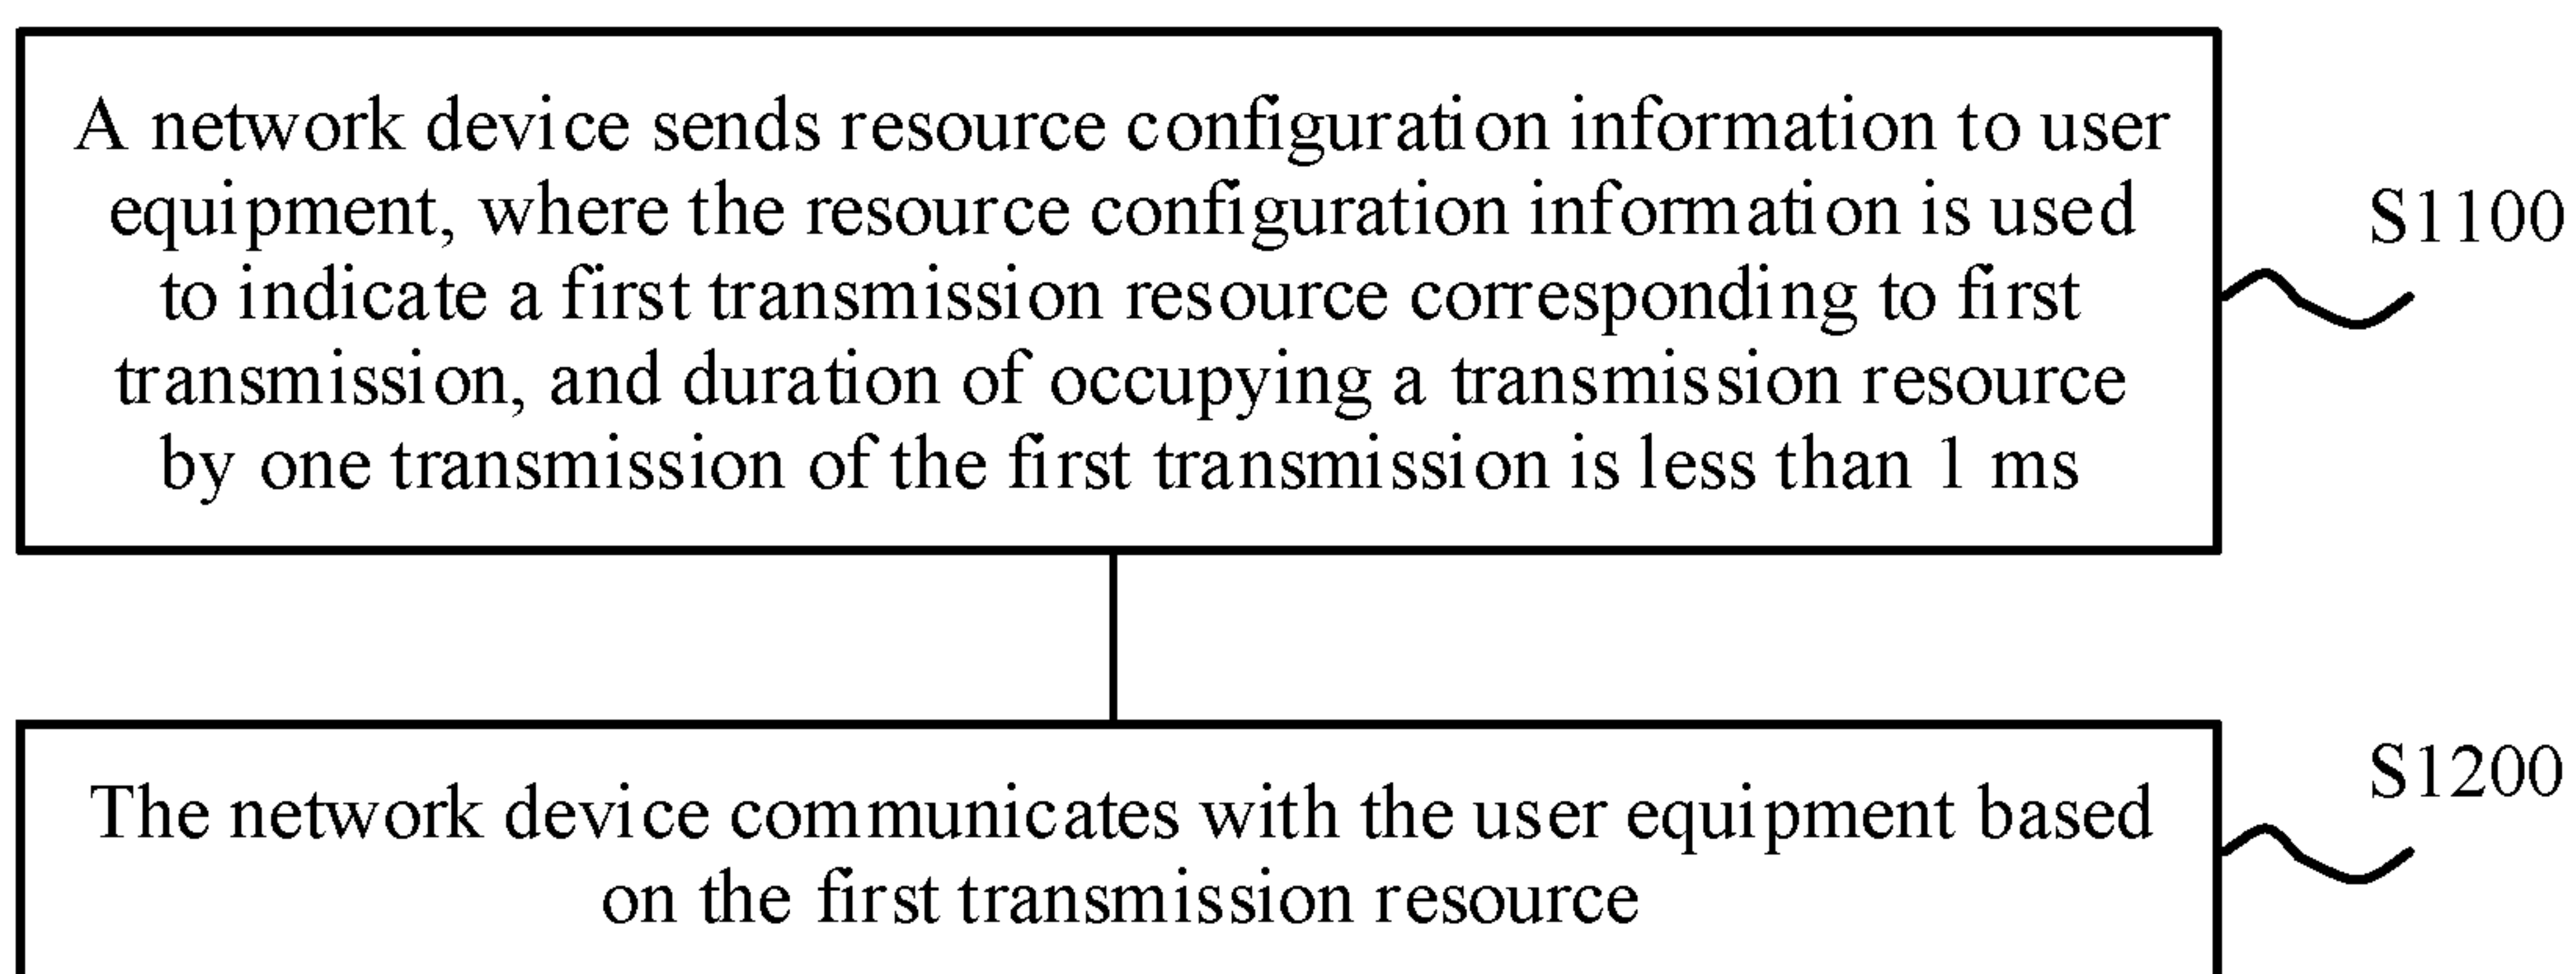 A network device sends resource configuration information to user
equipment, where the resource configuration information is used
to indicate a first transmission resource corresponding to first
transmission, and duration of occupying a transmission resource
by one transmission of the first transmission is less than 1 ms
S1100
The network device communicates with the user equipment based
on the first transmission resource
S1200